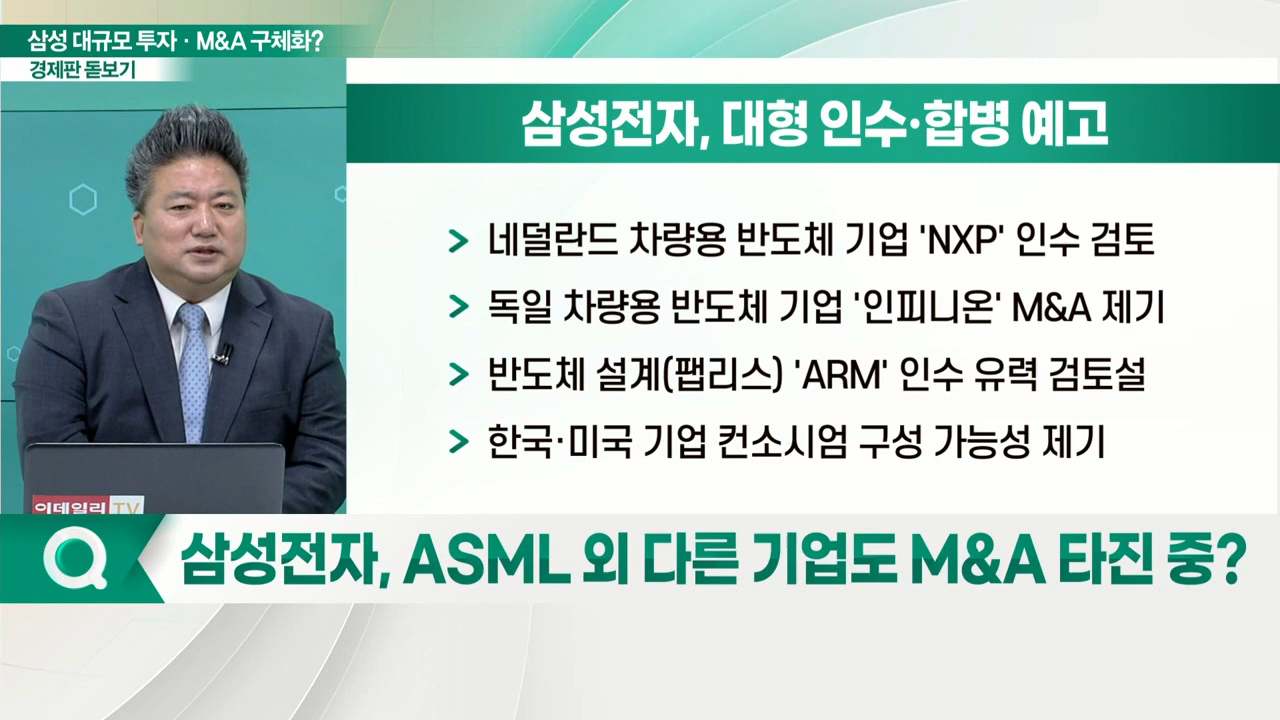 삼성 대규모 투자 · M&A 구체화?
경제판 돋보기
삼성전자, 대형 인수·합병 예고
> 네덜란드 차량용 반도체 기업 'NXP' 인수 검토
> 독일 차량용 반도체 기업 '인피니온' M&A 제기
> 반도체 설계(팹리스) 'ARM' 인수 유력 검토설
> 한국·미국 기업 컨소시엄 구성 가능성 제기
이데일리 TV
Q 삼성전자, ASML 외 다른 기업도 M&A 타진 중?